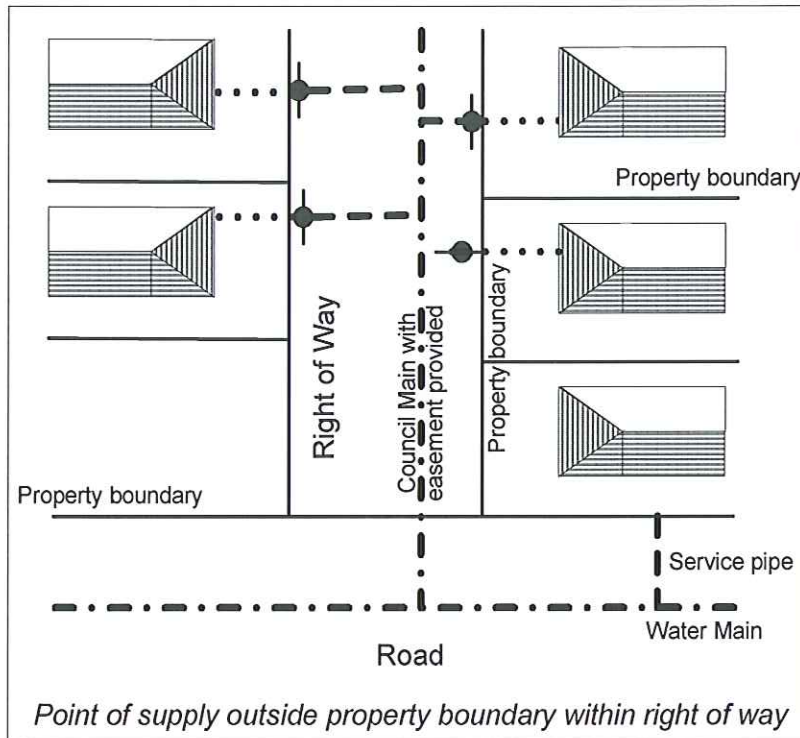 Property boundary
Right of Way
Council Main with
easement provided
Property boundary
Property boundary
Service pipe
Water Main
Road
Point of supply outside property boundary within right of way